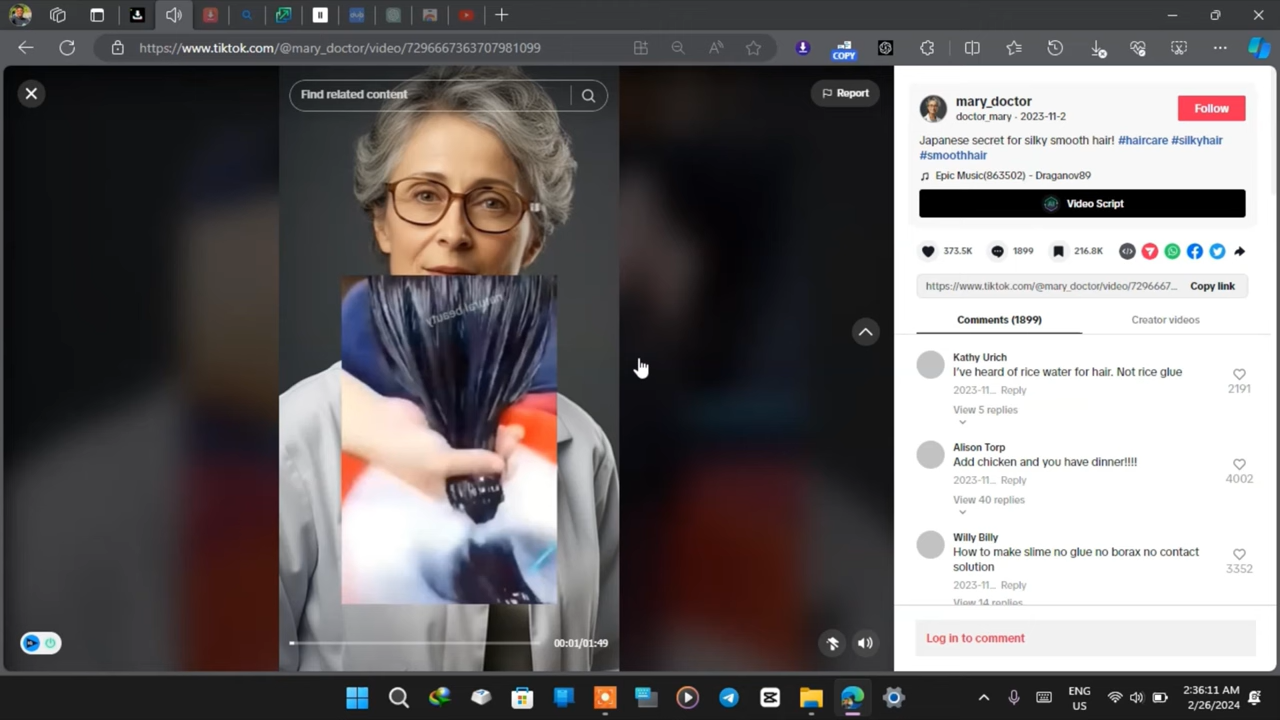 https://www.tiktok.com/@mary_doctor/video/7296667363707981099
COPY
Find related content
Report
mary_doctor
doctor_mary · 2023-11-2
Follow
Japanese secret for silky smooth hair! #haircare #silkyhair
#smoothhair
Epic Music(863502) - Draganov89
Video Script
373.5K
1899
216.8K
https://www.tiktok.com/@mary_doctor/video/729667...
Copy link
Comments (1899)
Creator videos
Kathy Urich
I've heard of rice water for hair. Not rice glue
2023-11... Reply
2191
View 5 replies
Alison Torp
Add chicken and you have dinner!!!!
2023-11... Reply
4002
View 40 replies
Willy Billy
How to make slime no glue no borax no contact
solution
2023-11... Reply
3352
View 14 replies
Log in to comment
00:01/01:49
ENG
US
2:36:11 AM
2/26/2024